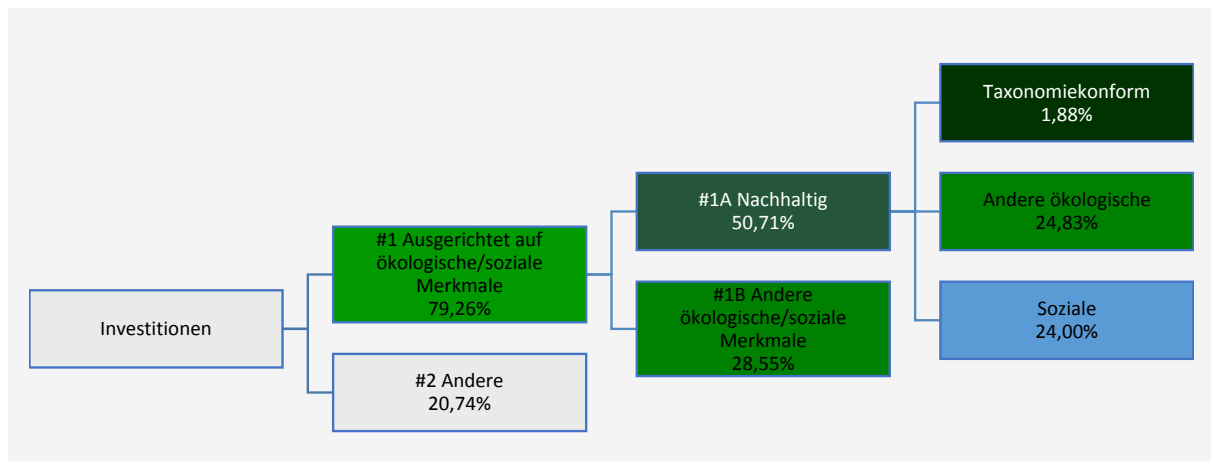 Investitionen
#1 Ausgerichtet auf
ökologische/soziale
Merkmale
79,26%
#2 Andere
20,74%
#1A Nachhaltig
50,71%
#1B Andere
ökologische/soziale
Merkmale
28,55%
Taxonomiekonform
1,88%
Andere ökologische
24,83%
Soziale
24,00%